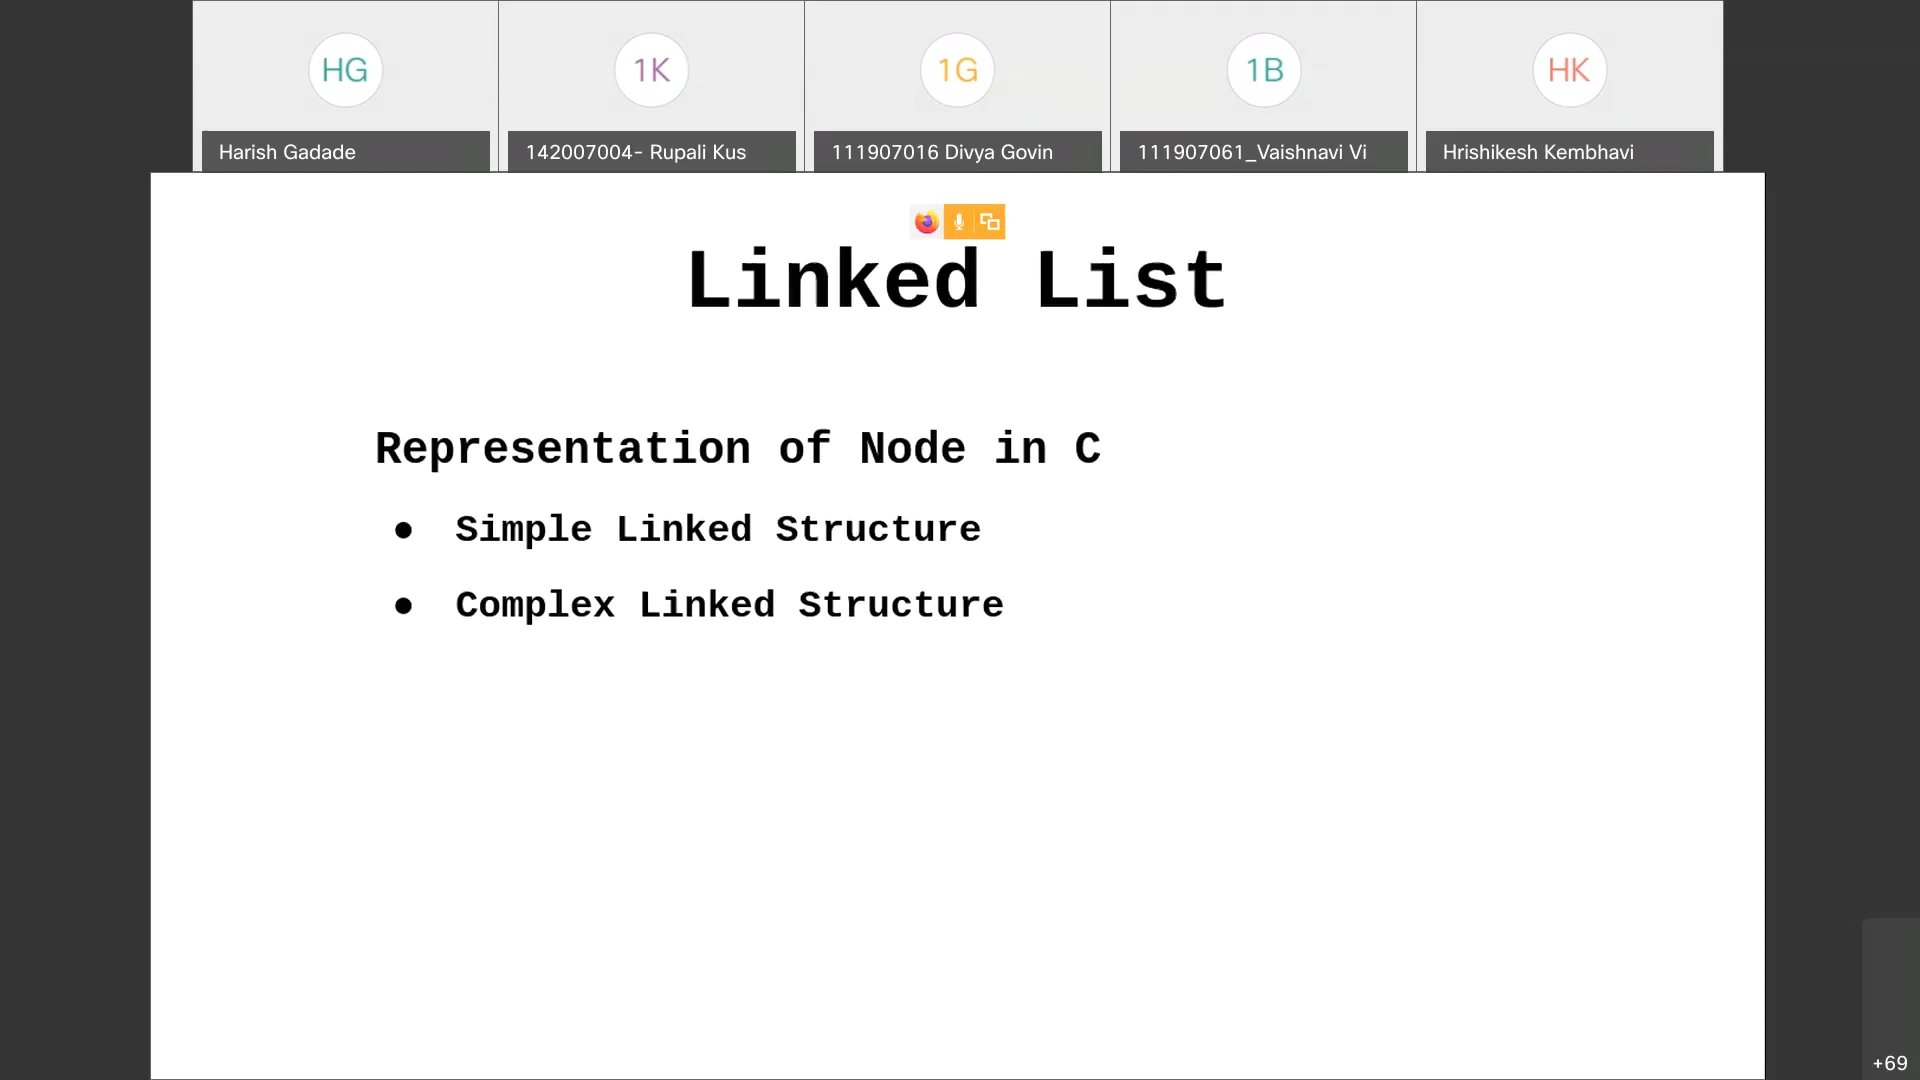 HG
1K
1G
1B
HK
Harish Gadade
142007004- Rupali Kus
111907016 Divya Govin
111907061_Vaishnavi Vi
Hrishikesh Kembhavi
Linked List
Representation of Node in C
● Simple Linked Structure
● Complex Linked Structure
+69